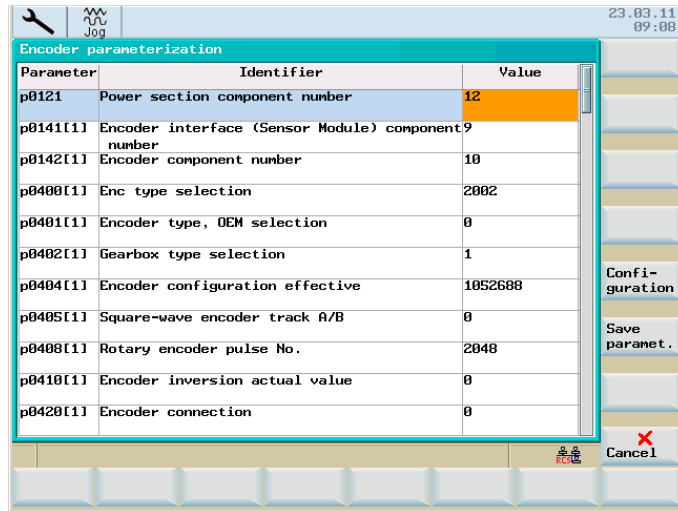 Jog
23.03.11
09:08
Encoder parameterization
Parameter Identifier Value
p0121 Power section component number 12
p0141[1] Encoder interface (Sensor Module) component 9
number
p0142[1] Encoder component number 10
p0400[1] Enc type selection 2002
p0401[1] Encoder type, OEM selection 0
p0402[1] Gearbox type selection 1
p0404[1] Encoder configuration effective 1052688
p0405[1] Square-wave encoder track A/B 0
p0408[1] Rotary encoder pulse No. 2048
p0410[1] Encoder inversion actual value 0
p0420[1] Encoder connection 0
Confi-
guration
Save
paramet.
RCS
Cancel